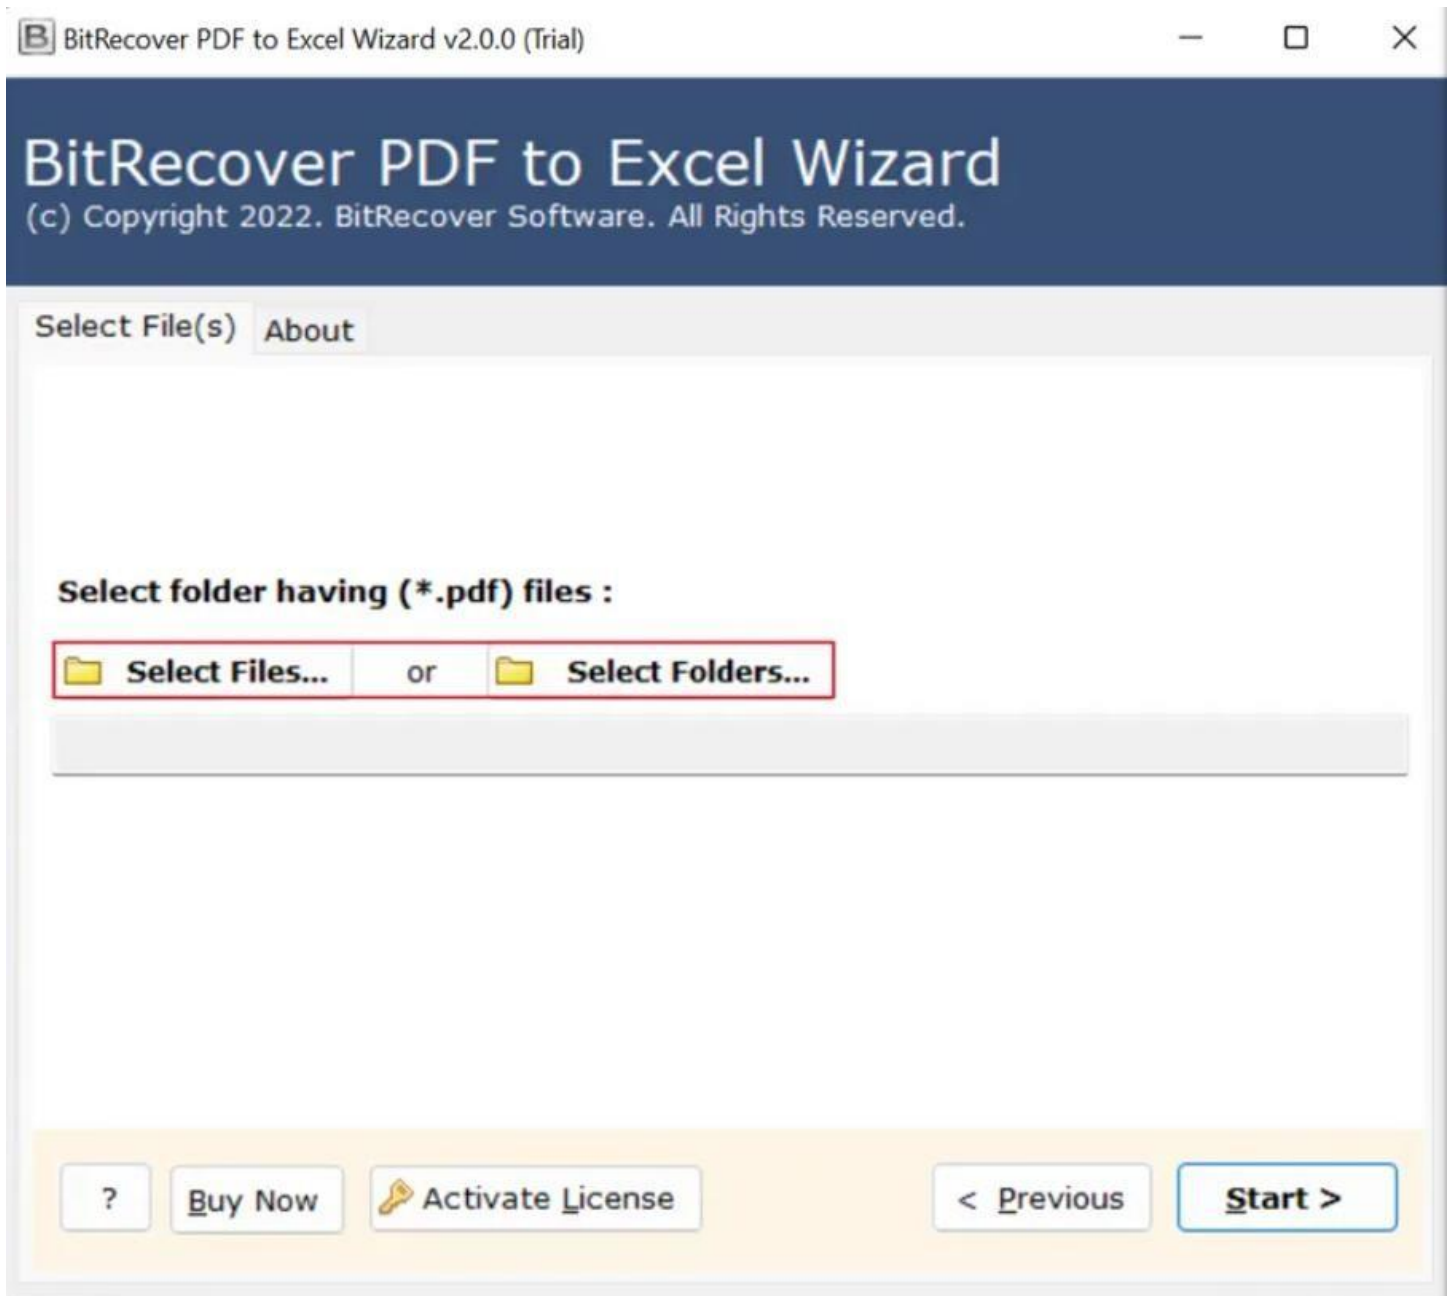 B BitRecover PDF to Excel Wizard v2.0.0 (Trial)
BitRecover PDF to Excel Wizard
(c) Copyright 2022. BitRecover Software. All Rights Reserved.
Select File(s) About
Select folder having (*.pdf) files :
Select Files... or Select Folders...
? Buy Now Activate License < Previous Start >